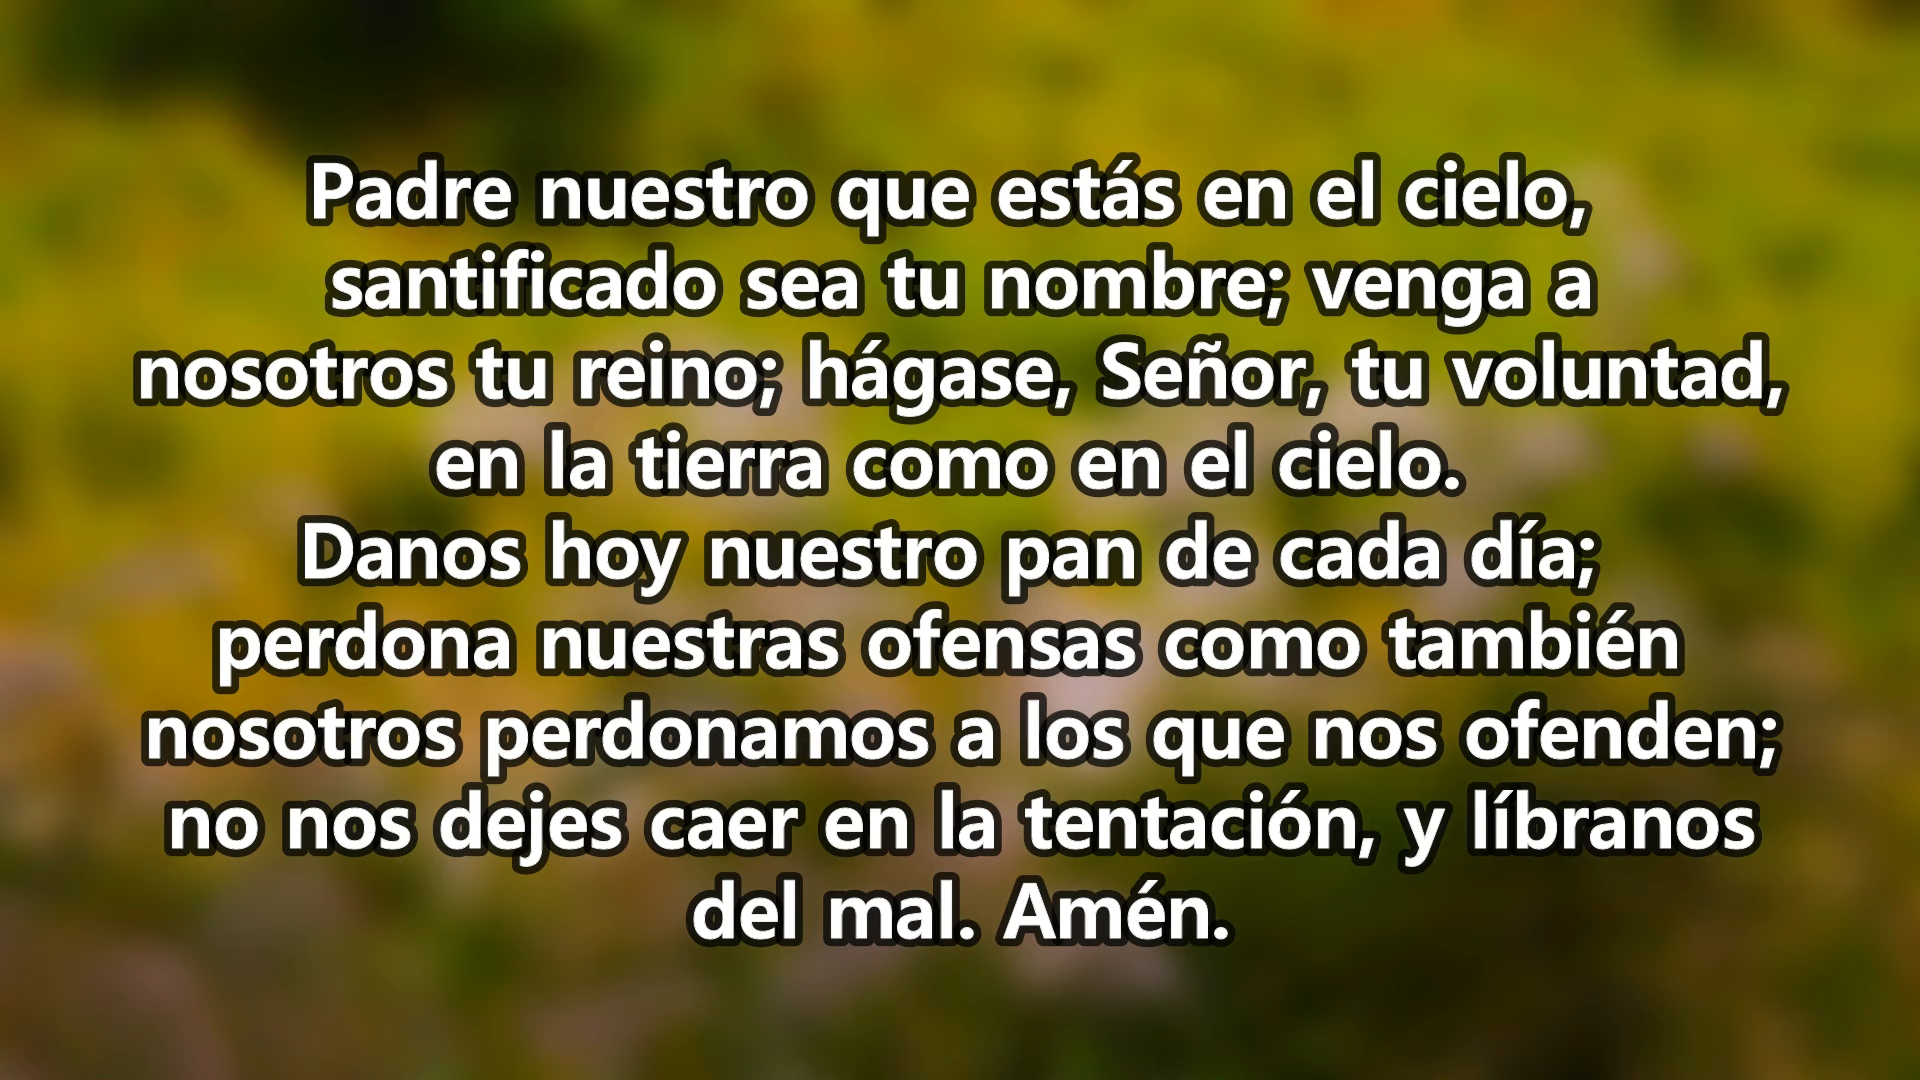 Padre nuestro que estás en el cielo,
santificado sea tu nombre; venga a
nosotros tu reino; hágase, Señor, tu voluntad,
en la tierra como en el cielo.
Danos hoy nuestro pan de cada día;
perdona nuestras ofensas como también
nosotros perdonamos a los que nos ofenden;
no nos dejes caer en la tentación, y líbranos
del mal. Amén.